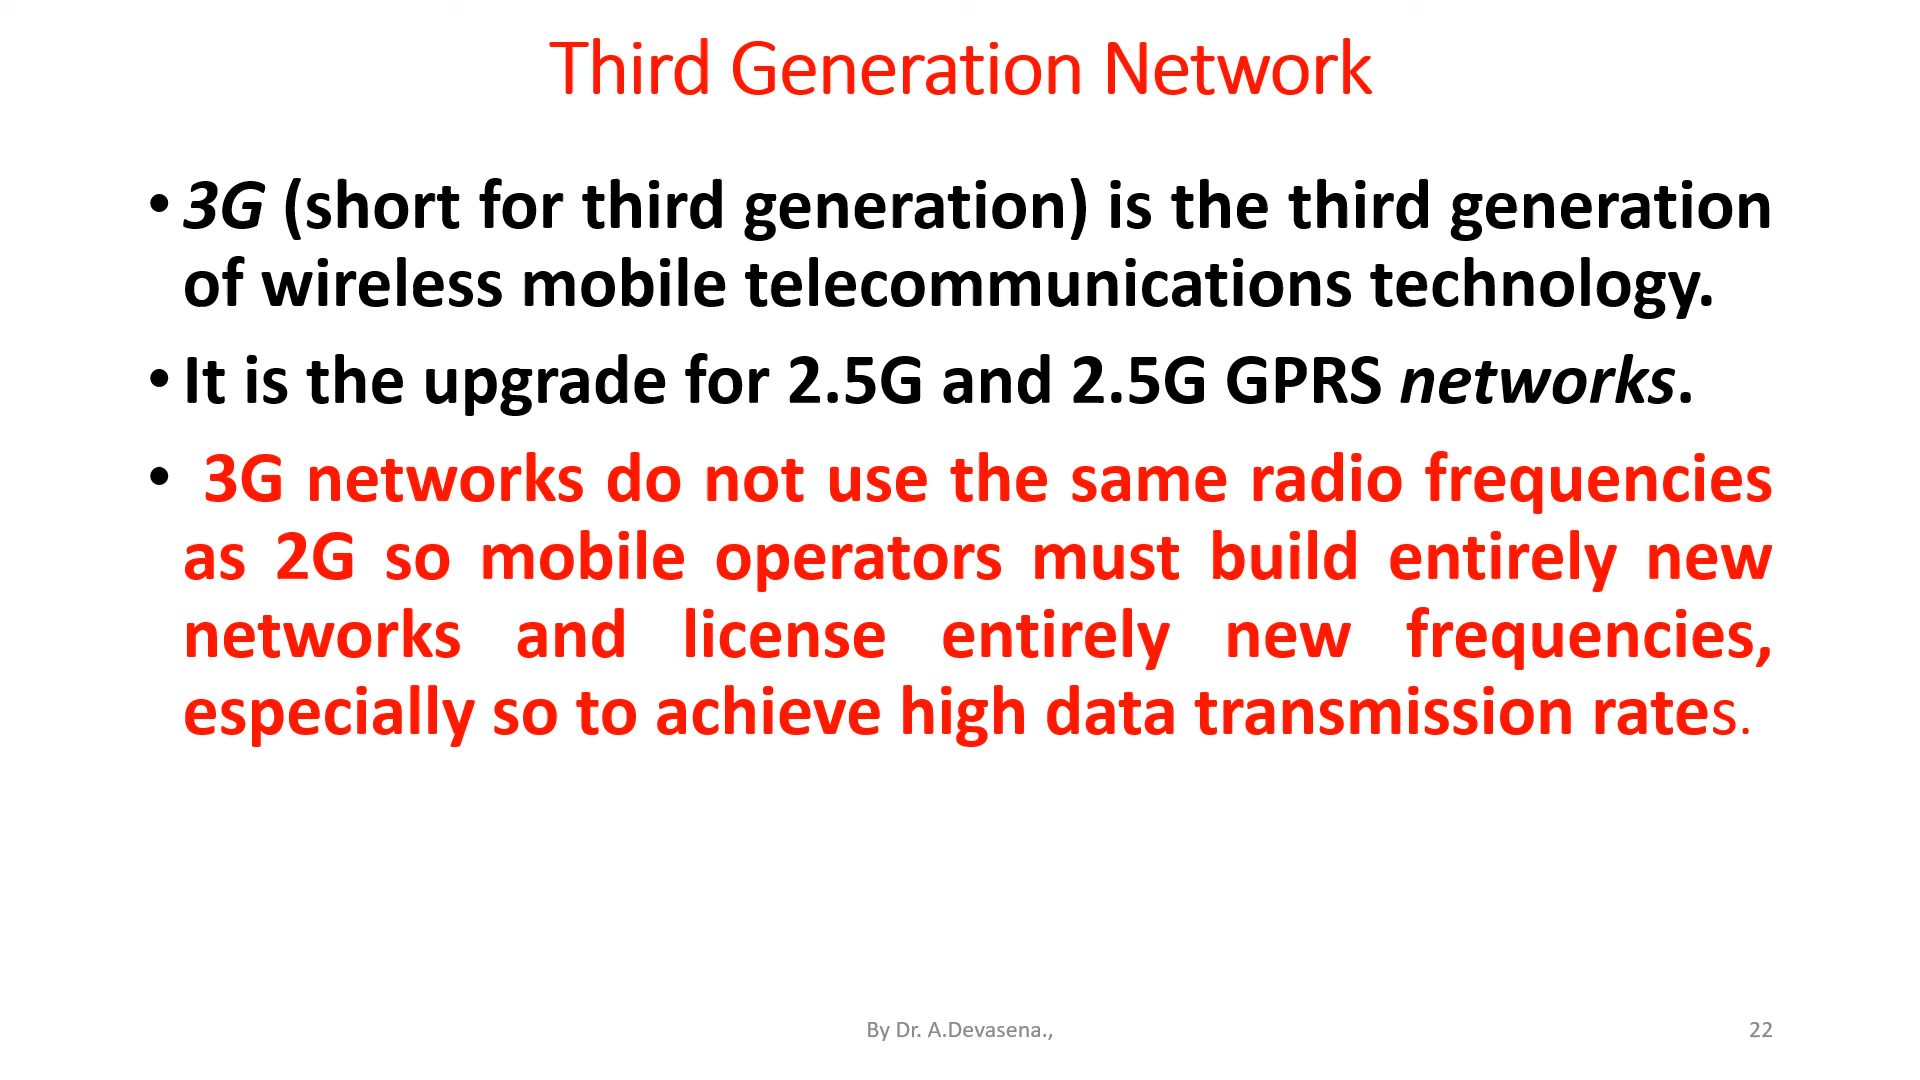 Third Generation Network
• 3G (short for third generation) is the third generation
of wireless mobile telecommunications technology.
• It is the upgrade for 2.5G and 2.5G GPRS networks.
• 3G networks do not use the same radio frequencies
as 2G so mobile operators must build entirely new
networks and license entirely new frequencies,
especially so to achieve high data transmission rates.
By Dr. A.Devasena.,
22